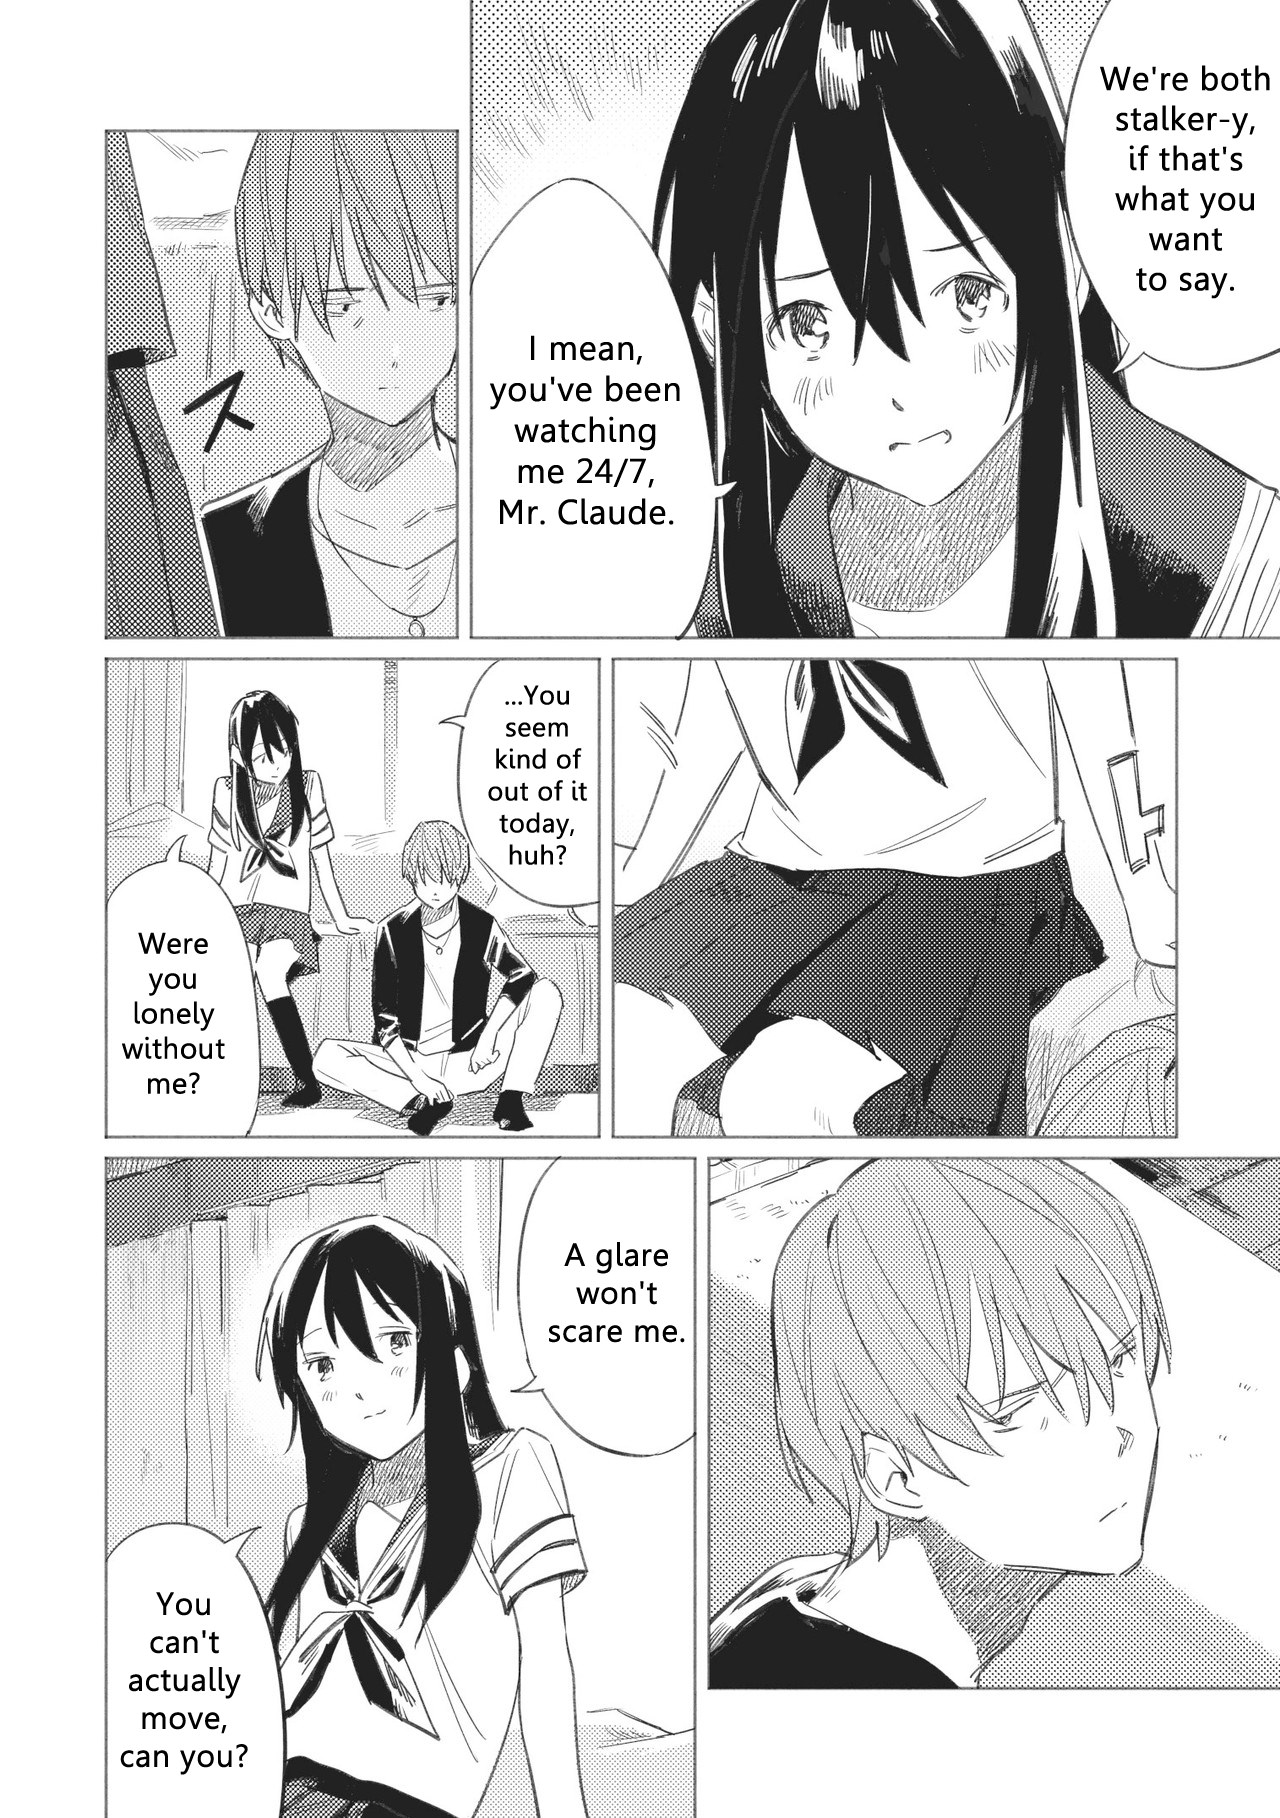 We're both
stalker-y,
if that's
what you
want
to say.
I mean,
you've been
watching
me 24/7,
Mr. Claude.
ス
ト
...You
seem
kind of
out of it
today,
huh?
Were
you
lonely
without
me?
A glare
won't
scare me.
You
can't
actually
move,
can you?